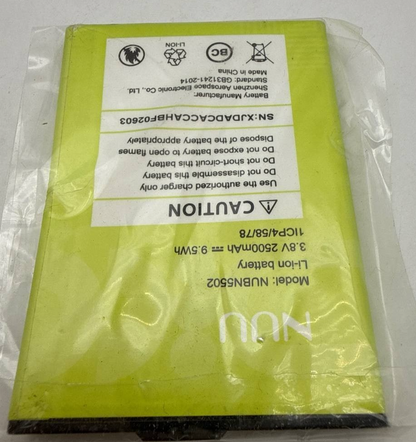 NUU
Model: NUBN5502
Li-ion battery
3.8V 2500mAh ⎓ 9.5Wh
1ICP4/58/78
⚠ CAUTION
Use the authorized charger only
Do not disassemble this battery
Do not short-circuit this battery
Do not expose battery to open flames
Dispose of the battery appropriately
SN:XJDADCACCAHBF02603
Battery Manufacturer:
Shenzhen Aerospace Electronic Co., Ltd.
Standard: GB31241-2014
Made in China
BC
LI-ION